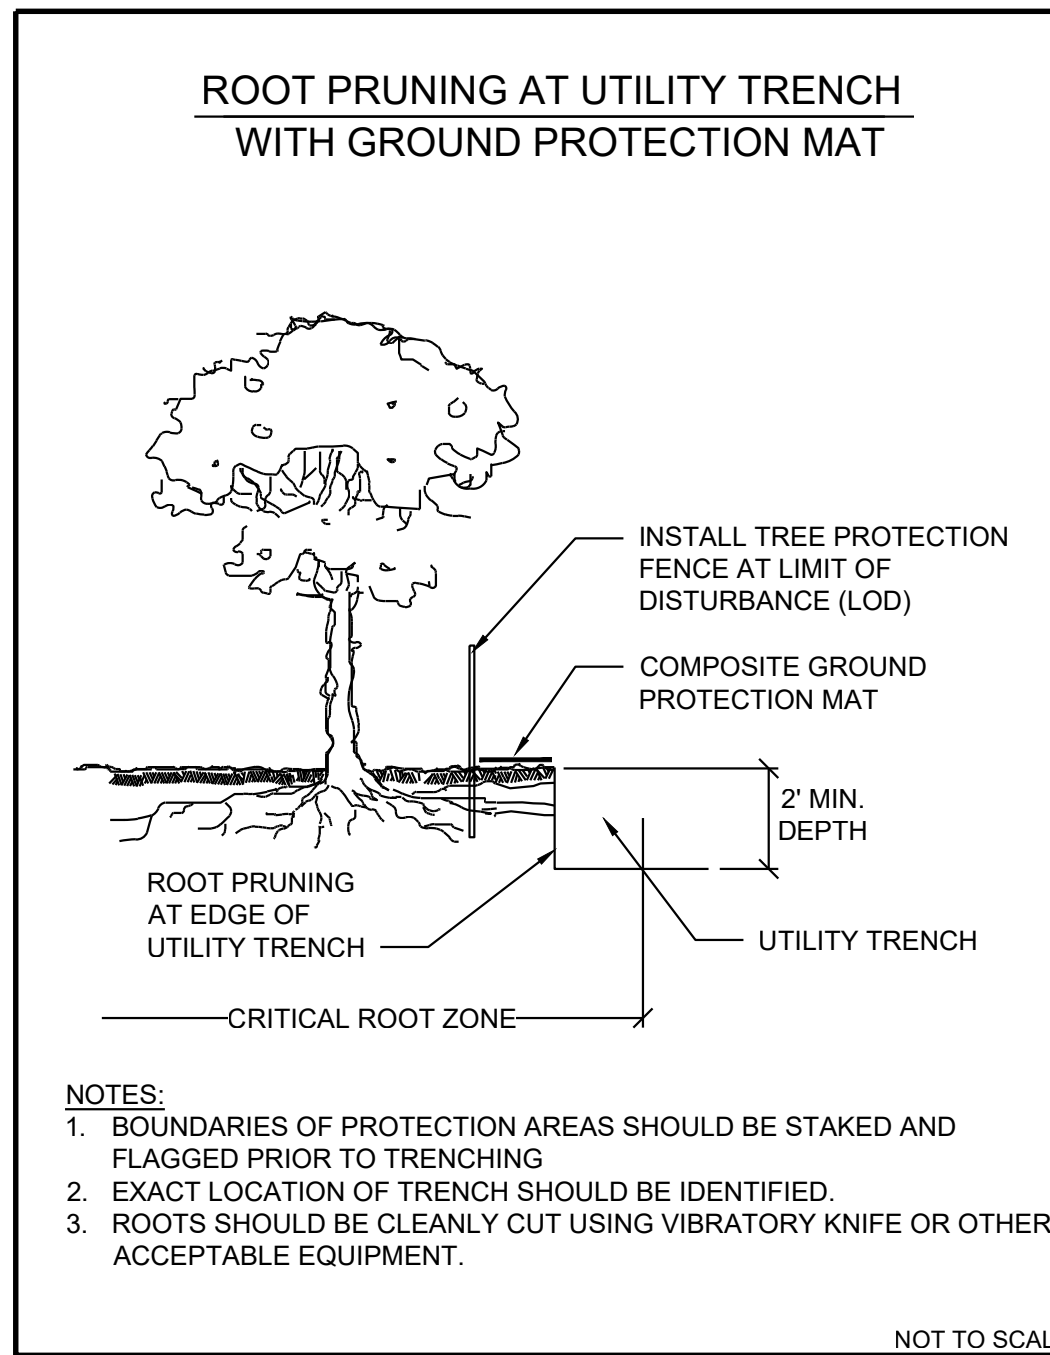 ROOT PRUNING AT UTILITY TRENCH
WITH GROUND PROTECTION MAT
INSTALL TREE PROTECTION
FENCE AT LIMIT OF
DISTURBANCE (LOD)
COMPOSITE GROUND
PROTECTION MAT
2' MIN.
DEPTH
ROOT PRUNING
AT EDGE OF
UTILITY TRENCH
UTILITY TRENCH
CRITICAL ROOT ZONE
NOTES:
1. BOUNDARIES OF PROTECTION AREAS SHOULD BE STAKED AND
FLAGGED PRIOR TO TRENCHING
2. EXACT LOCATION OF TRENCH SHOULD BE IDENTIFIED.
3. ROOTS SHOULD BE CLEANLY CUT USING VIBRATORY KNIFE OR OTHER
ACCEPTABLE EQUIPMENT.
NOT TO SCAL